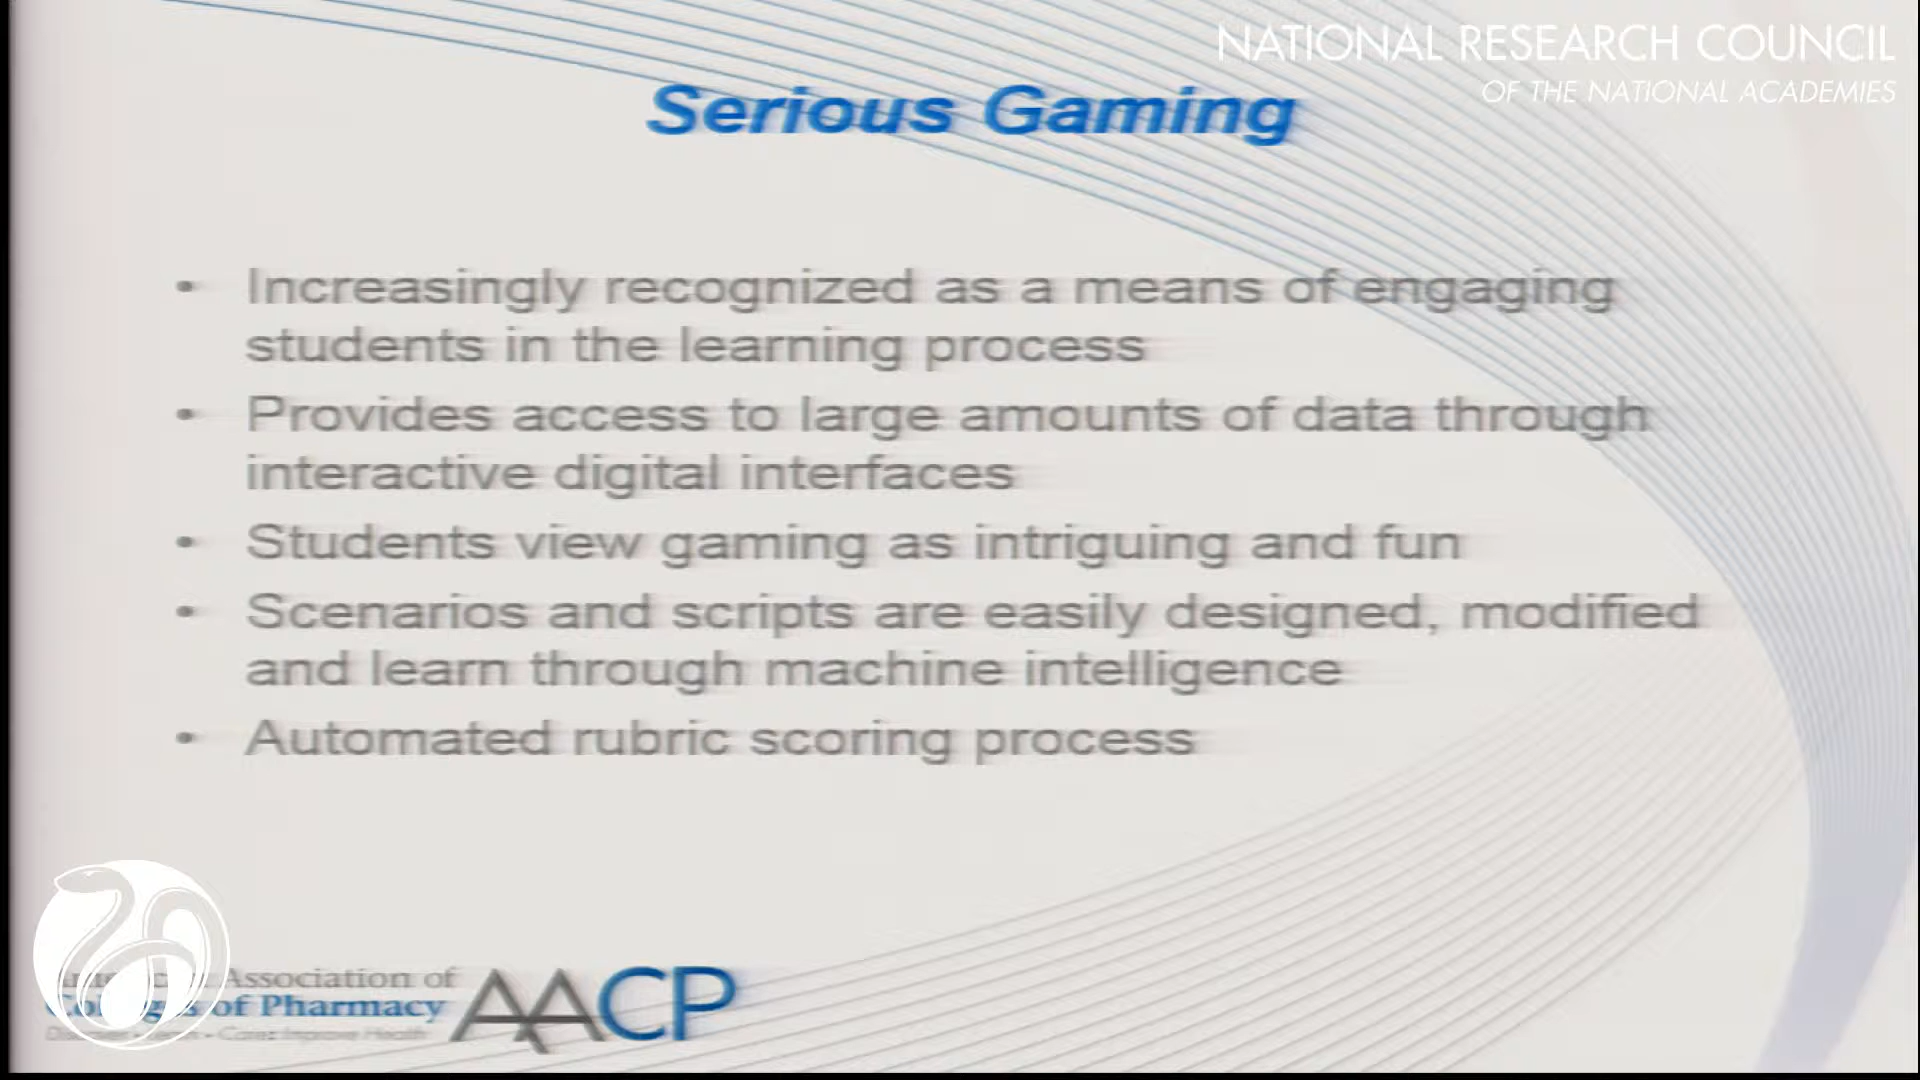 NATIONAL RESEARCH COUNCIL
OF THE NATIONAL ACADEMIES
Serious Gaming
• Increasingly recognized as a means of engaging
students in the learning process
• Provides access to large amounts of data through
interactive digital interfaces
• Students view gaming as intriguing and fun
• Scenarios and scripts are easily designed, modified
and learn through machine intelligence
• Automated rubric scoring process
Association of
of Pharmacy
AACP
Improve Health